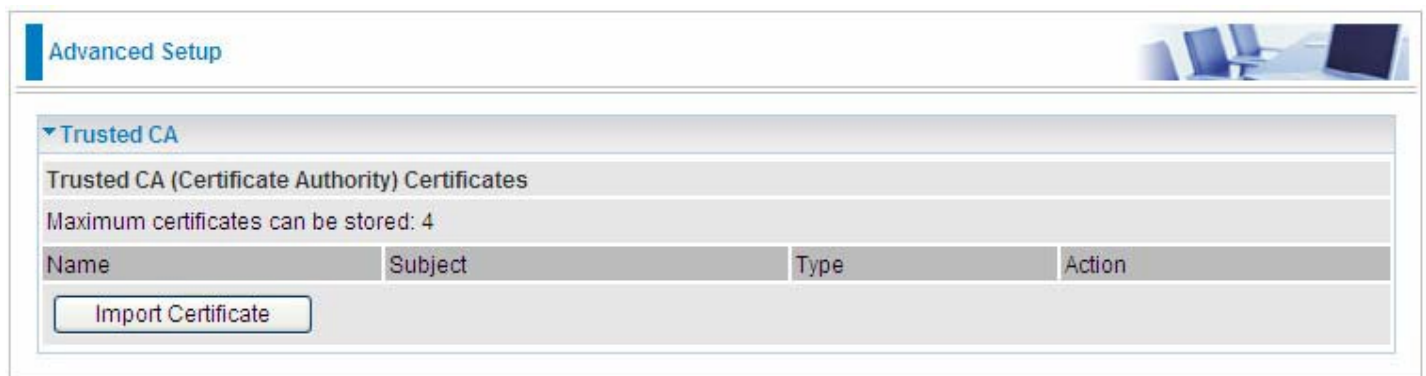 Advanced Setup
Trusted CA
Trusted CA (Certificate Authority) Certificates
Maximum certificates can be stored: 4
Name Subject Type Action
Import Certificate